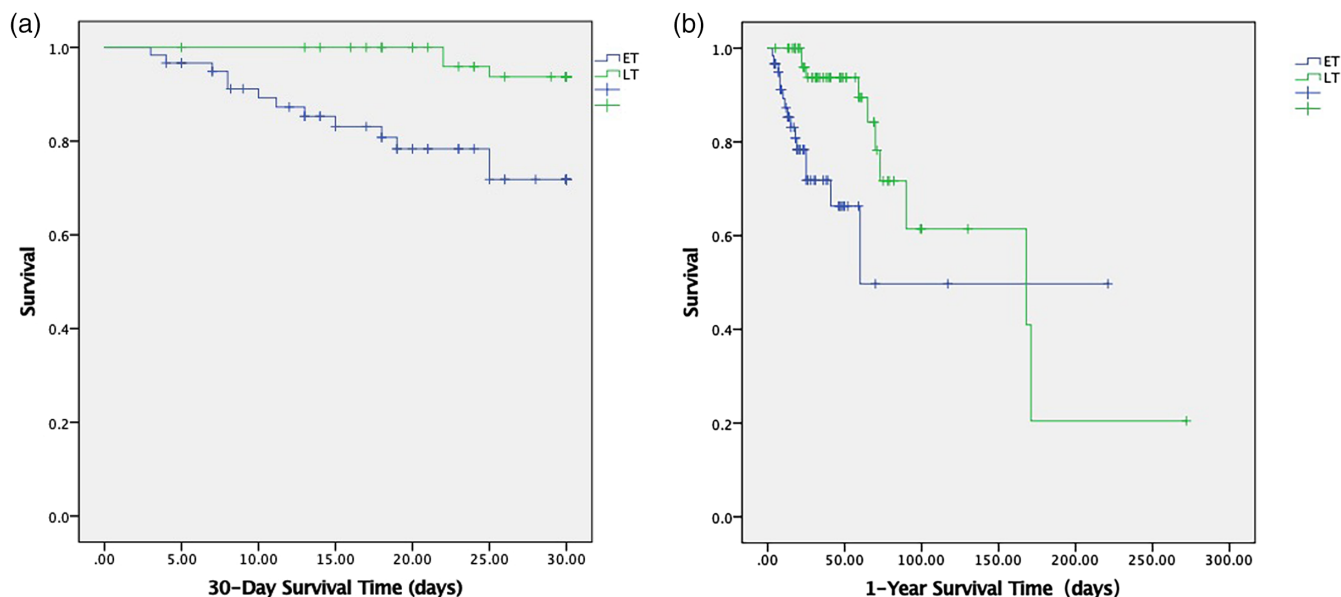 (a)
1.0
0.8
0.6
0.4
0.2
0.0
Survival
.00 5.00 10.00 15.00 20.00 25.00 30.00
30-Day Survival Time (days)
ET
LT
(b)
1.0
0.8
0.6
0.4
0.2
0.0
Survival
.00 50.00 100.00 150.00 200.00 250.00 300.00
1-Year Survival Time (days)
ET
LT